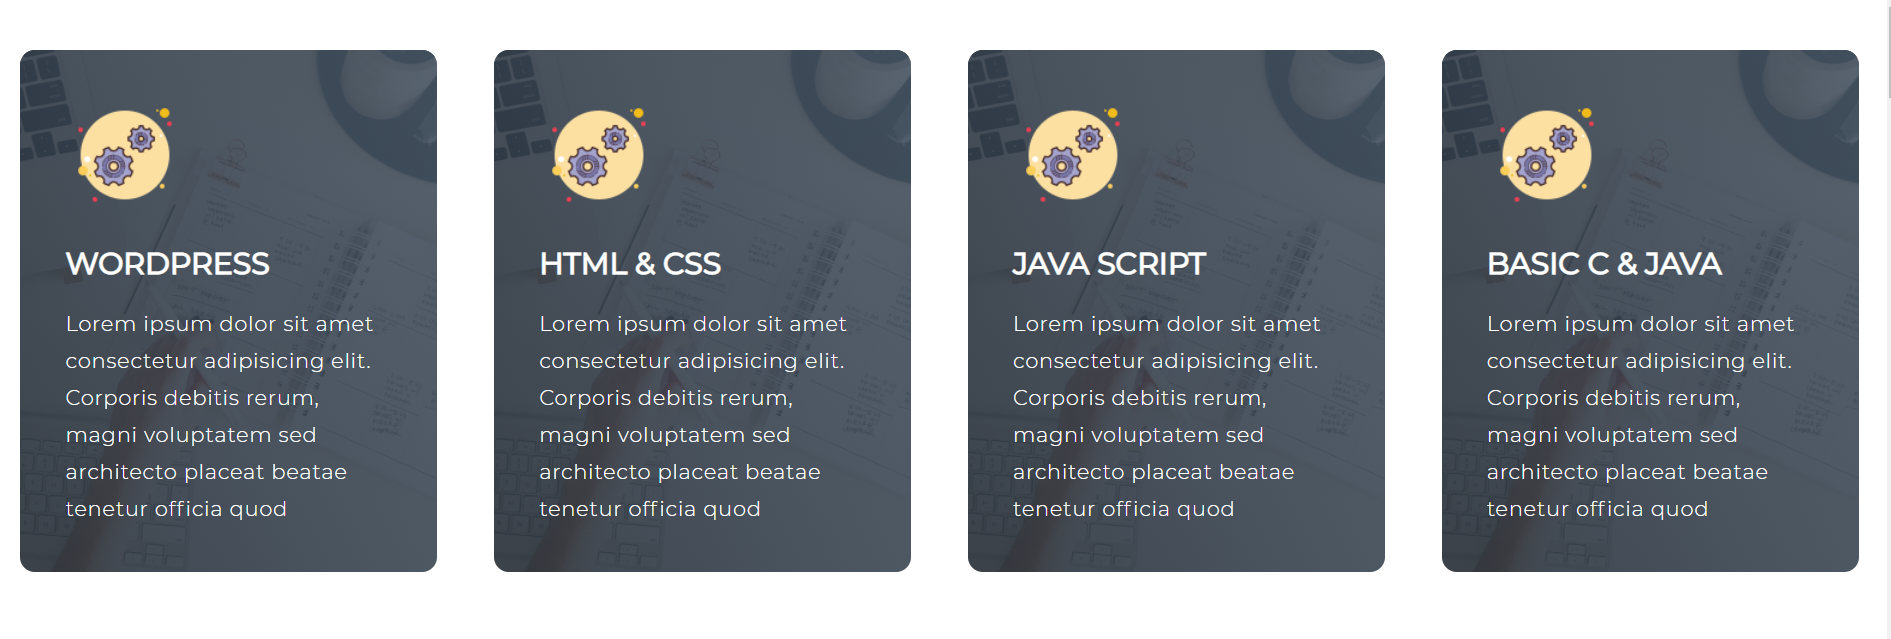 WORDPRESS
Lorem ipsum dolor sit amet
consectetur adipisicing elit.
Corporis debitis rerum,
magni voluptatem sed
architecto placeat beatae
tenetur officia quod
HTML & CSS
Lorem ipsum dolor sit amet
consectetur adipisicing elit.
Corporis debitis rerum,
magni voluptatem sed
architecto placeat beatae
tenetur officia quod
JAVA SCRIPT
Lorem ipsum dolor sit amet
consectetur adipisicing elit.
Corporis debitis rerum,
magni voluptatem sed
architecto placeat beatae
tenetur officia quod
BASIC C & JAVA
Lorem ipsum dolor sit amet
consectetur adipisicing elit.
Corporis debitis rerum,
magni voluptatem sed
architecto placeat beatae
tenetur officia quod